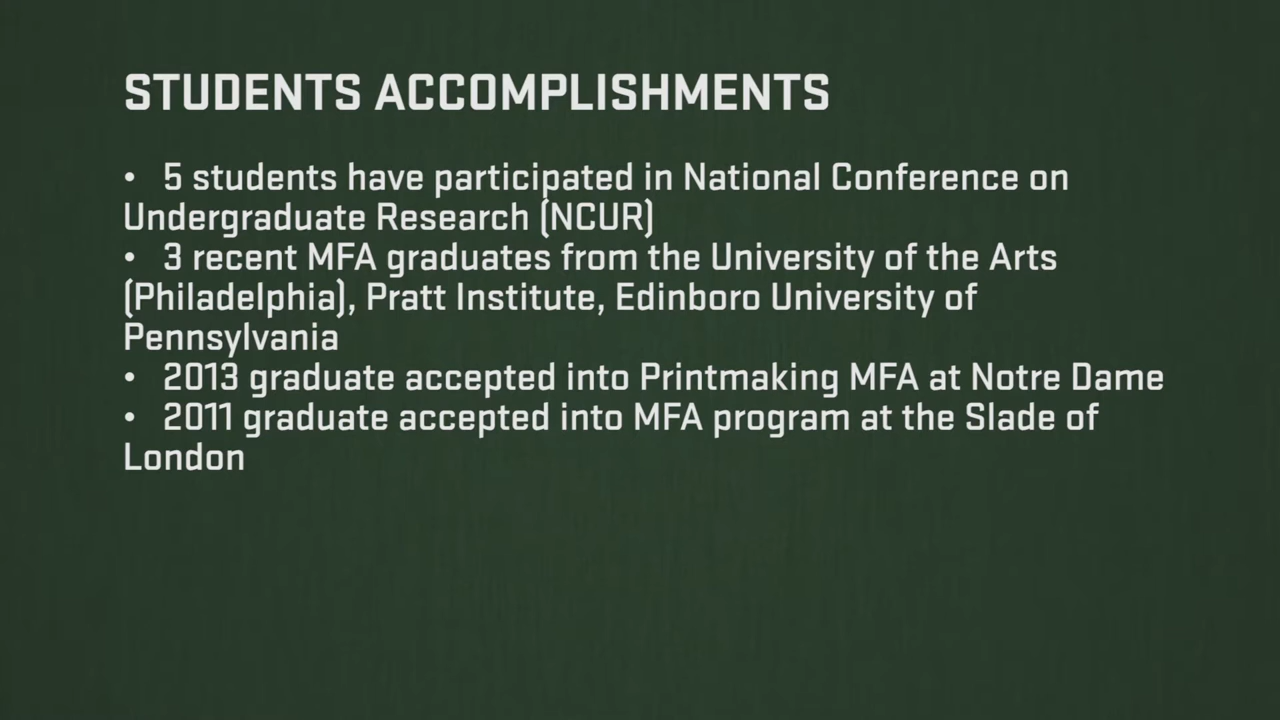 STUDENTS ACCOMPLISHMENTS
• 5 students have participated in National Conference on
Undergraduate Research (NCUR)
• 3 recent MFA graduates from the University of the Arts
(Philadelphia), Pratt Institute, Edinboro University of
Pennsylvania
• 2013 graduate accepted into Printmaking MFA at Notre Dame
• 2011 graduate accepted into MFA program at the Slade of
London